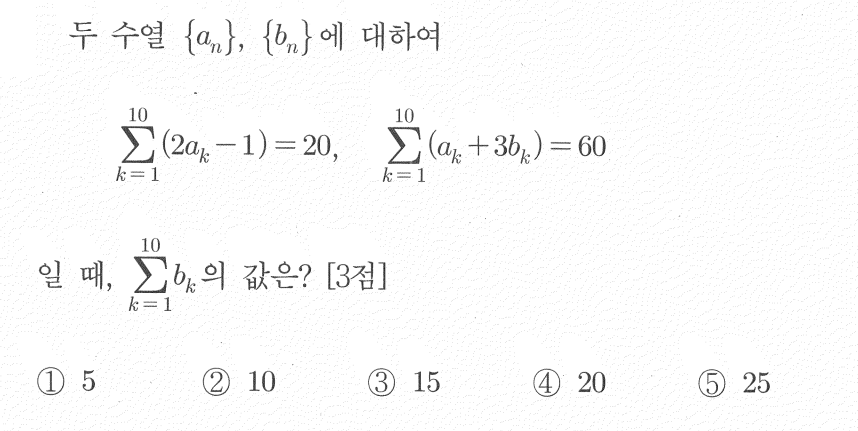 두 수열 {aₙ}, {bₙ}에 대하여
∑_{k=1}^{10}(2aₖ−1)=20, ∑_{k=1}^{10}(aₖ+3bₖ)=60
일 때, ∑_{k=1}^{10}bₖ의 값은? [3점]
① 5 ② 10 ③ 15 ④ 20 ⑤ 25